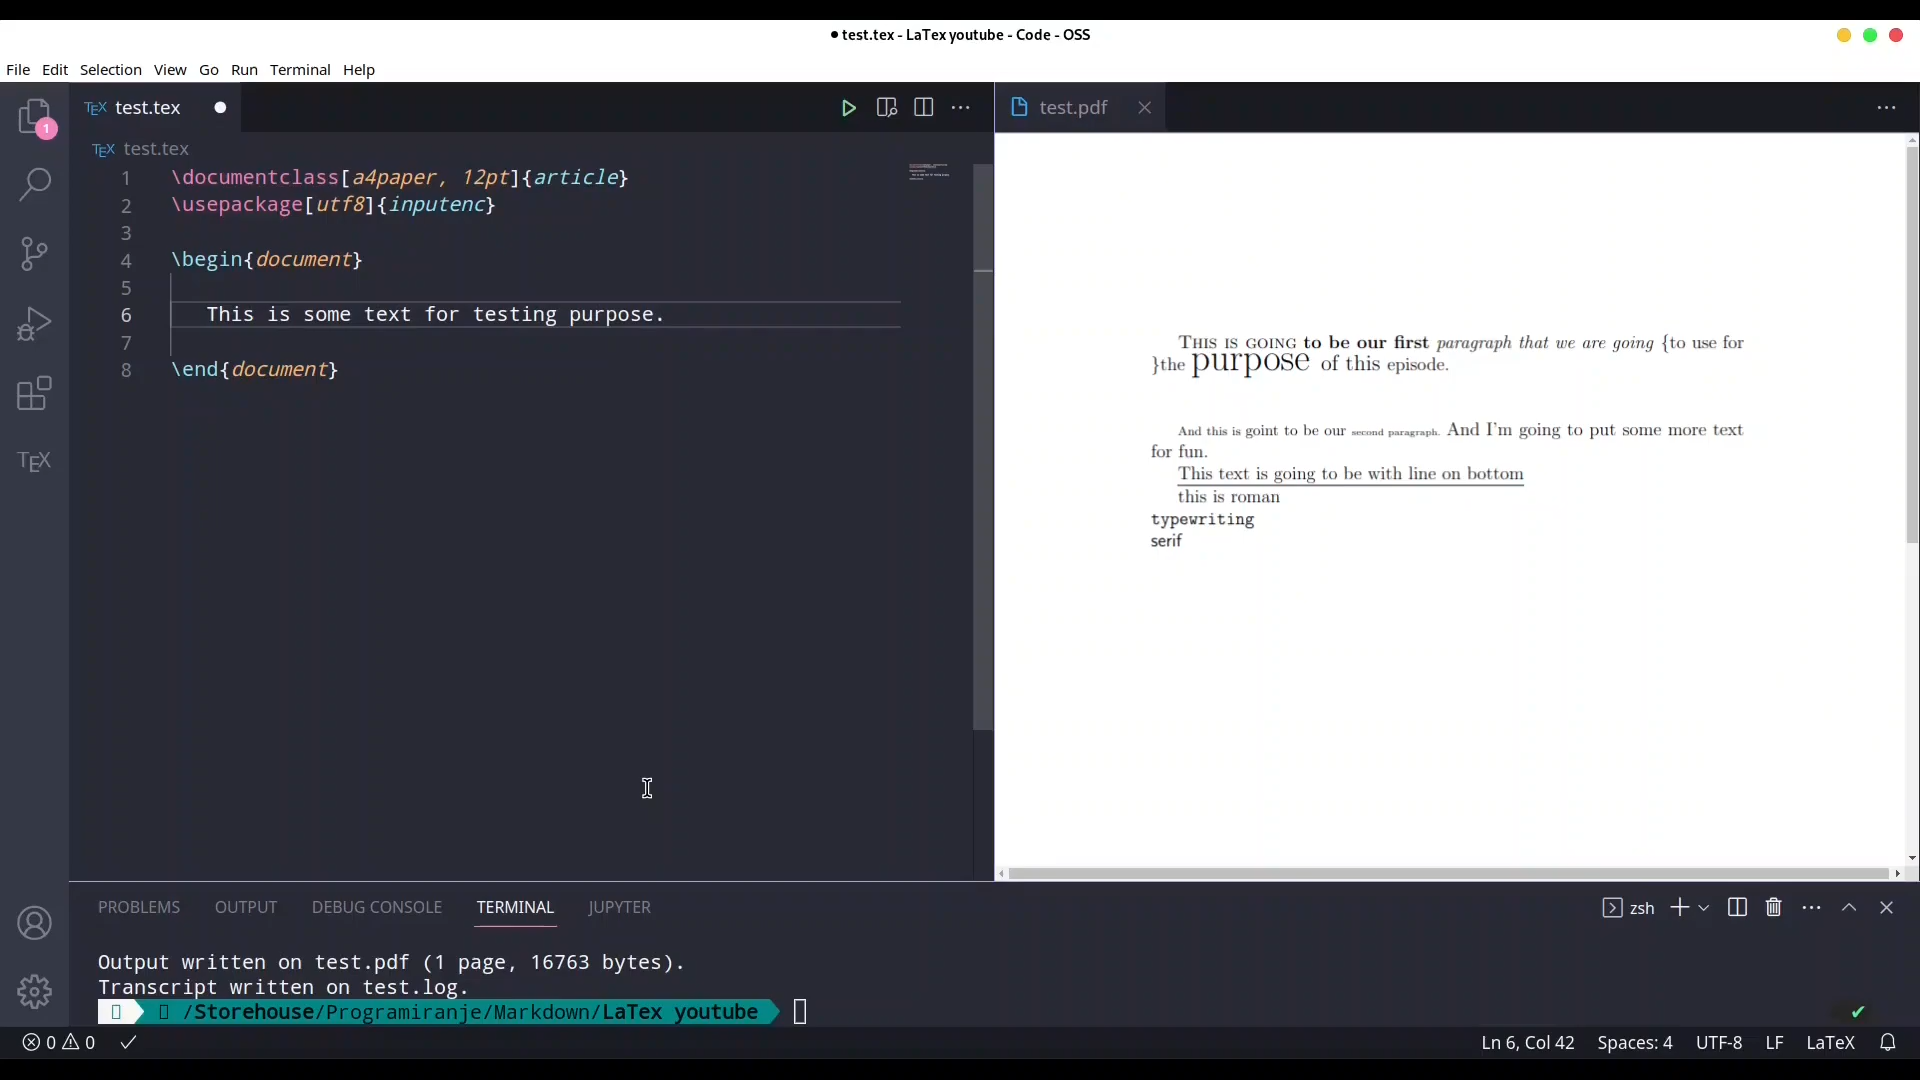 ● test.tex - LaTex youtube - Code - OSS
File Edit Selection View Go Run Terminal Help
1
TEX test.tex ●
TEX test.tex
1 \documentclass[a4paper, 12pt]{article}
2 \usepackage[utf8]{inputenc}
3
4 \begin{document}
5
6 This is some text for testing purpose.
7
8 \end{document}
TEX
test.pdf
THIS IS GOING to be our first paragraph that we are going {to use for
}the purpose of this episode.
And this is goint to be our second paragraph. And I'm going to put some more text
for fun.
This text is going to be with line on bottom
this is roman
typewriting
serif
PROBLEMS OUTPUT DEBUG CONSOLE TERMINAL JUPYTER
zsh
Output written on test.pdf (1 page, 16763 bytes).
Transcript written on test.log.
/Storehouse/Programiranje/Markdown/LaTex youtube
0 0
Ln 6, Col 42 Spaces: 4 UTF-8 LF LaTeX